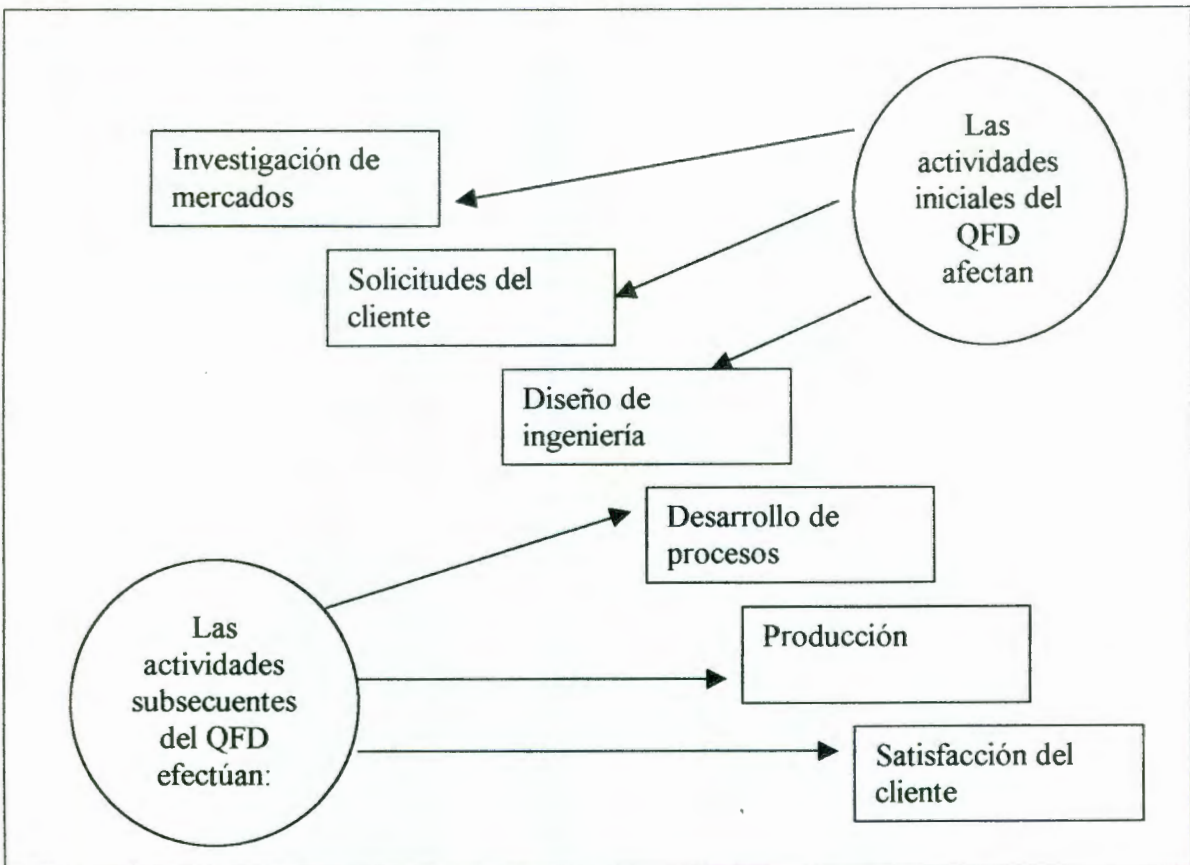 Las
actividades
iniciales del
QFD
afectan
Investigación de
mercados
Solicitudes del
cliente
Diseño de
ingeniería
Las
actividades
subsecuentes
del QFD
efectúan:
Desarrollo de
procesos
Producción
Satisfacción del
cliente